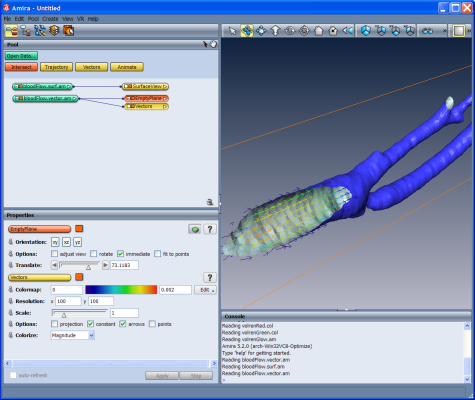 Amira - Untitled
File Edit Pool Create View VR Help
Pool
Open Data...
Intersect Trajectory Vectors Animate
bloodFlow.surf.am SurfaceView
bloodFlow.vector.am EmptyPlane
Vectors
Properties
EmptyPlane ?
Orientation: xy xz yz
Options: adjust view rotate immediate fit to points
Translate: 73.1183
Vectors ?
Colormap: 0 0.002 Edit
Resolution: x 100 y 100
Scale: 1
Options: projection constant arrows points
Colorize: Magnitude
auto-refresh Apply Stop
Console
Reading volrenRed.col
Reading volrenGreen.col
Reading volrenGlow.am
Amira 5.2.0 (arch-Win32VC8-Optimize)
Type 'help' for getting started.
Reading bloodFlow.vector.am
Reading bloodFlow.surf.am
Reading bloodFlow.vector.am
>